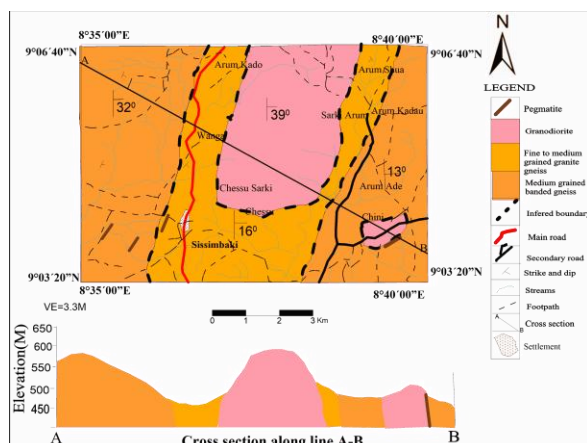 8°35´00´´E
8°40´00´´E
N
9°06´40´´N
9°06´40´´N
A
Arum Kado
Arum Shua
32⁰
39⁰
Sark Arum
Arum Kadau
Wanga
13⁰
Arum Ade
Chessu Sarki
Chessu
16⁰
Chini
Sissimbaki
B
9°03´20´´N
9°03´20´´N
8°35´00´´E
8°40´00´´E
LEGEND
Pegmatite
Granodiorite
Fine to medium
grained granite
gneiss
Medium grained
banded gneiss
Infered boundary
Main road
Secondary road
Strike and dip
Streams
Footpath
A
B
Cross section
Settlement
VE=3.3M
0 1 2 3 Km
Elevation(M)
650
600
550
500
450
A
B
Cross section along line A-B